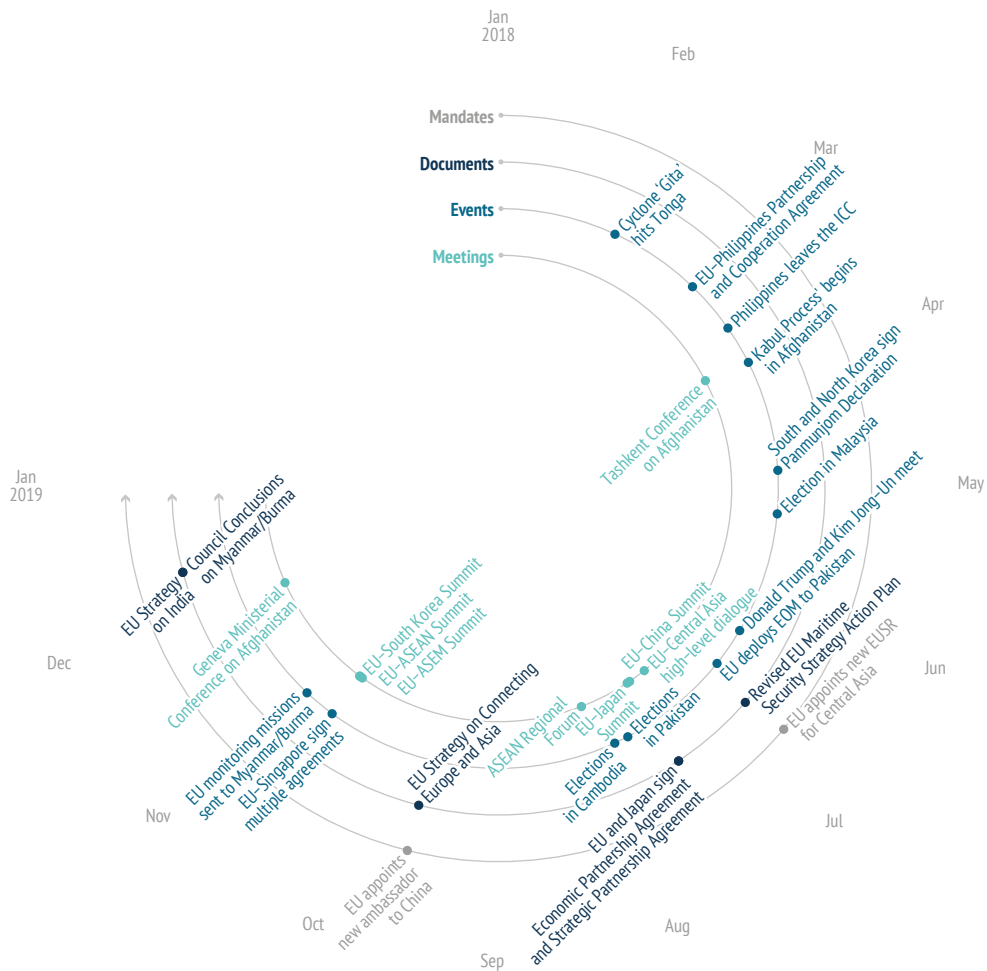 Jan
2018
Feb
Mar
Apr
May
Jun
Jul
Aug
Sep
Oct
Nov
Dec
Jan
2019
Mandates
Documents
Events
Meetings
Cyclone ‘Gita’
hits Tonga
EU–Philippines Partnership
and Cooperation Agreement
Philippines leaves the ICC
Kabul Process’ begins
in Afghanistan
Tashkent Conference
on Afghanistan
South and North Korea sign
Panmunjom Declaration
Election in Malaysia
Donald Trump and Kim Jong–Un meet
EU deploys EOM to Pakistan
Revised EU Maritime
Security Strategy Action Plan
EU appoints new EUSR
for Central Asia
EU–China Summit
EU–Central Asia
high–level dialogue
EU–Japan
Summit
Elections
in Pakistan
Elections
in Cambodia
ASEAN Regional
Forum
EU and Japan sign
Economic Partnership Agreement
and Strategic Partnership Agreement
EU Strategy on Connecting
Europe and Asia
EU appoints
new ambassador
to China
EU–South Korea Summit
EU–ASEAN Summit
EU–ASEM Summit
EU–Singapore sign
multiple agreements
EU monitoring missions
sent to Myanmar/Burma
Geneva Ministerial
Conference on Afghanistan
EU Strategy
on India
Council Conclusions
on Myanmar/Burma